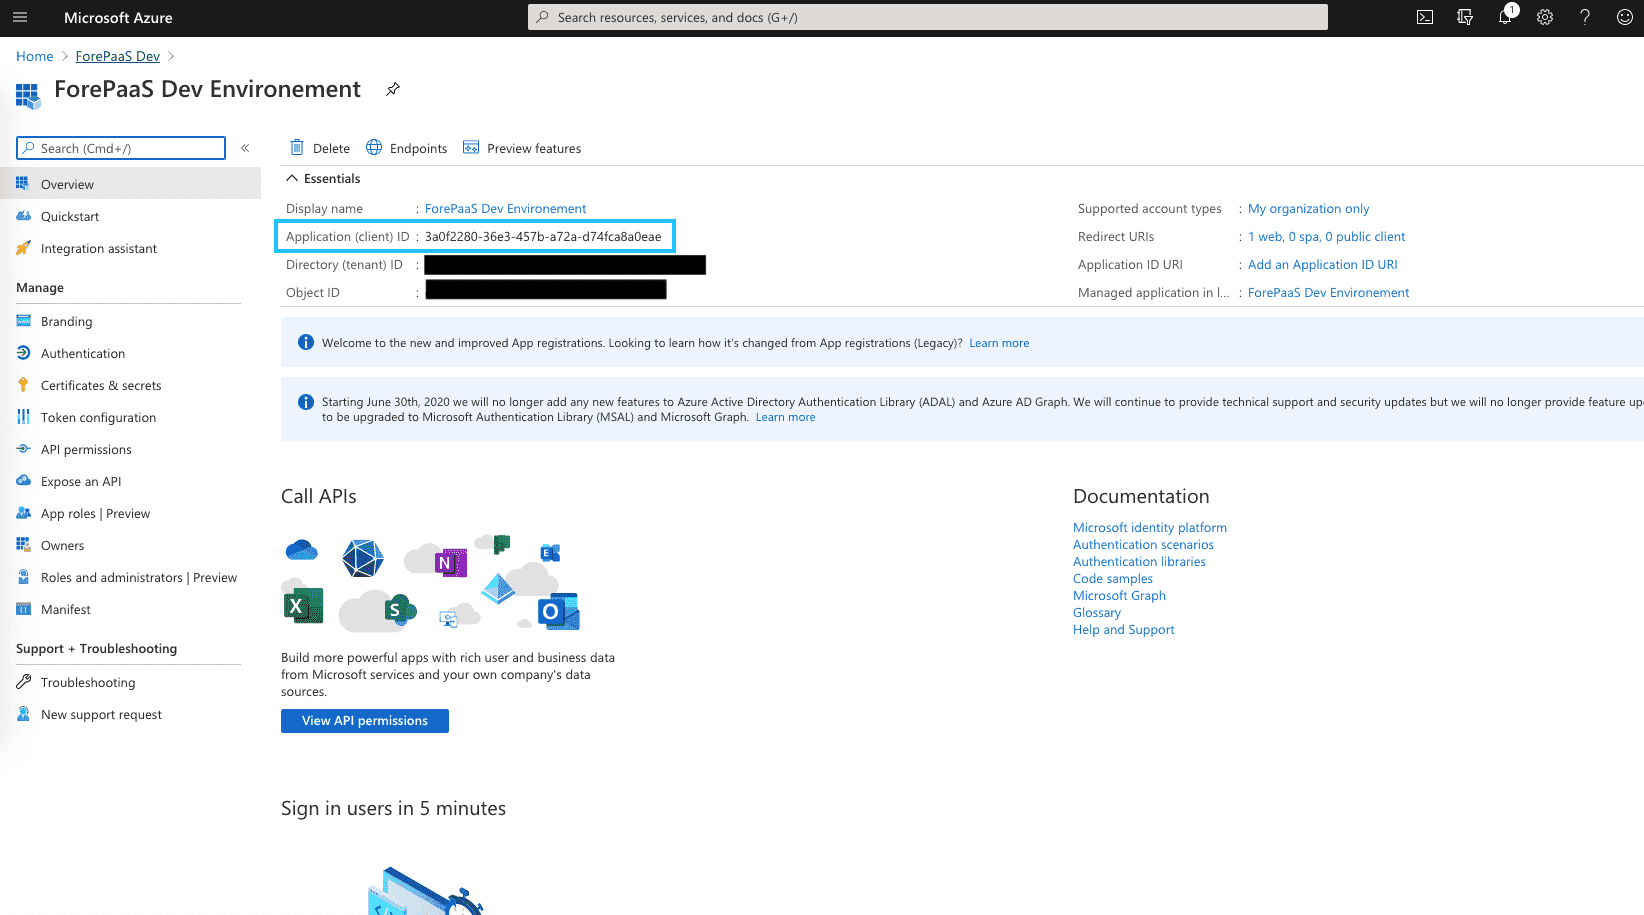 Microsoft Azure
Search resources, services, and docs (G+/)
1
Home > ForePaaS Dev >
ForePaaS Dev Environement
Search (Cmd+/)
«
Overview
Quickstart
Integration assistant
Manage
Branding
Authentication
Certificates & secrets
Token configuration
API permissions
Expose an API
App roles | Preview
Owners
Roles and administrators | Preview
Manifest
Support + Troubleshooting
Troubleshooting
New support request
Delete
Endpoints
Preview features
Essentials
Display name : ForePaaS Dev Environement
Application (client) ID : 3a0f2280-36e3-457b-a72a-d74fca8a0eae
Directory (tenant) ID :
Object ID :
Supported account types : My organization only
Redirect URIs : 1 web, 0 spa, 0 public client
Application ID URI : Add an Application ID URI
Managed application in l... : ForePaaS Dev Environement
Welcome to the new and improved App registrations. Looking to learn how it's changed from App registrations (Legacy)? Learn more
Starting June 30th, 2020 we will no longer add any new features to Azure Active Directory Authentication Library (ADAL) and Azure AD Graph. We will continue to provide technical support and security updates but we will no longer provide feature up
to be upgraded to Microsoft Authentication Library (MSAL) and Microsoft Graph. Learn more
Call APIs
N
E
X
S
O
Build more powerful apps with rich user and business data
from Microsoft services and your own company's data
sources.
View API permissions
Documentation
Microsoft identity platform
Authentication scenarios
Authentication libraries
Code samples
Microsoft Graph
Glossary
Help and Support
Sign in users in 5 minutes